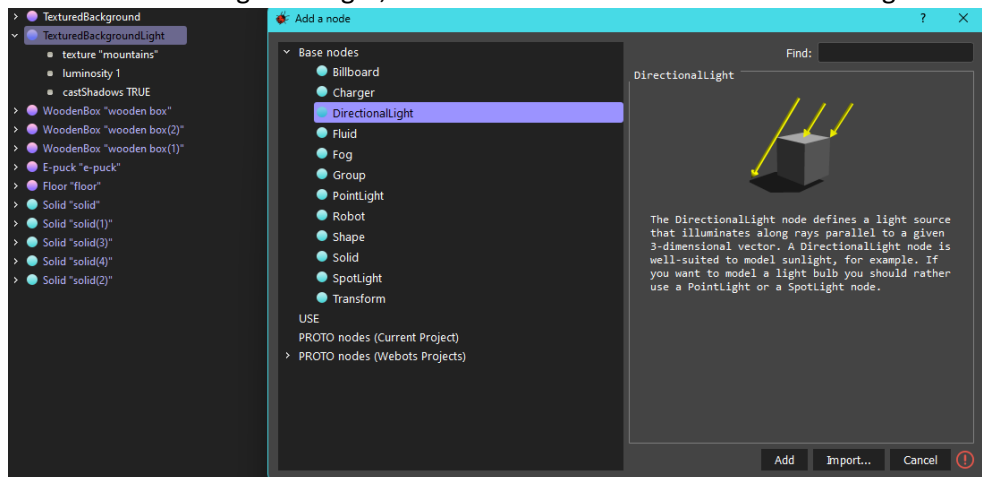 TexturedBackground
TexturedBackgroundLight
texture "mountains"
luminosity 1
castShadows TRUE
WoodenBox "wooden box"
WoodenBox "wooden box(2)"
WoodenBox "wooden box(1)"
E-puck "e-puck"
Floor "floor"
Solid "solid"
Solid "solid(1)"
Solid "solid(3)"
Solid "solid(4)"
Solid "solid(2)"
Add a node
? ×
Base nodes
Billboard
Charger
DirectionalLight
Fluid
Fog
Group
PointLight
Robot
Shape
Solid
SpotLight
Transform
USE
PROTO nodes (Current Project)
PROTO nodes (Webots Projects)
Find:
DirectionalLight
The DirectionalLight node defines a light source
that illuminates along rays parallel to a given
3-dimensional vector. A DirectionalLight node is
well-suited to model sunlight, for example. If
you want to model a light bulb you should rather
use a PointLight or a SpotLight node.
Add Import... Cancel